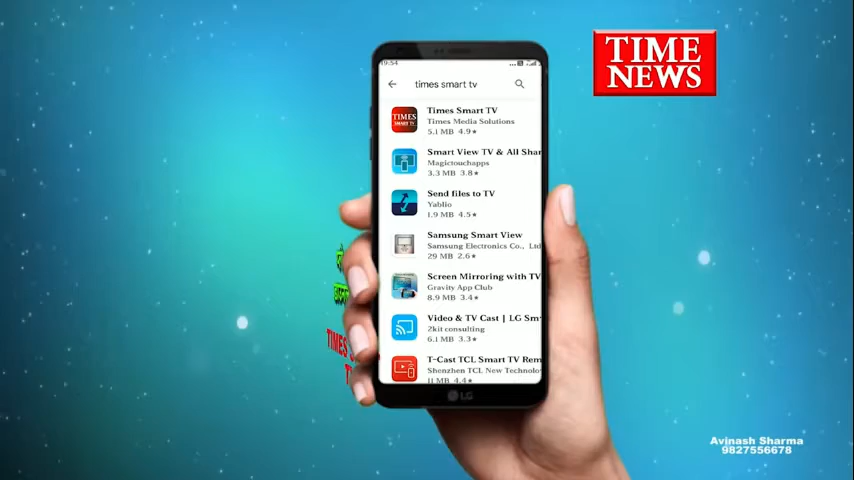 TIME
NEWS
19:54
times smart tv
TIMES
SMART TV
Times Smart TV
Times Media Solutions
5.1 MB 4.9★
Smart View TV & All Shar
Magictouchapps
3.3 MB 3.8★
Send files to TV
Yablio
1.9 MB 4.5★
Samsung Smart View
Samsung Electronics Co., Ltd
29 MB 2.6★
Screen Mirroring with TV
Gravity App Club
8.9 MB 3.4★
Video & TV Cast | LG Sm
2kit consulting
6.1 MB 3.3★
T-Cast TCL Smart TV Rem
Shenzhen TCL New Technolo
11 MB 4.4★
LG
TIMES
Avinash Sharma
9827556678